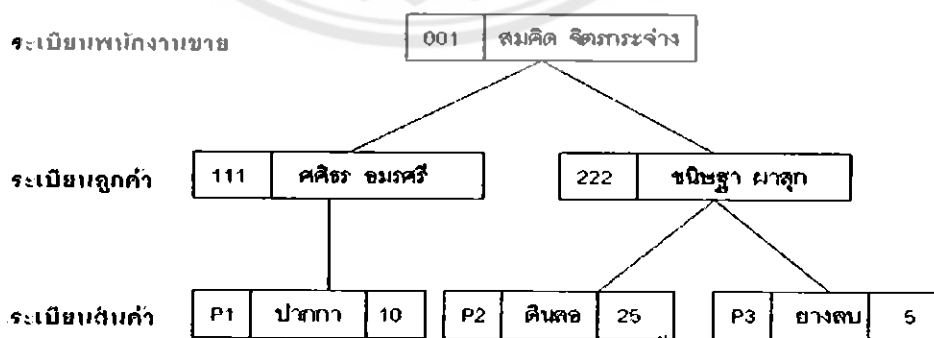 ระเบียนพนักงานขาย 001 สมคิด จิตรกระจ่าง
ระเบียนลูกค้า 111 ศศิธร อมรศรี 222 ขนิษฐา ผาสุก
ระเบียนสินค้า P1 ปากกา 10 P2 ดินสอ 25 P3 ยางลบ 5